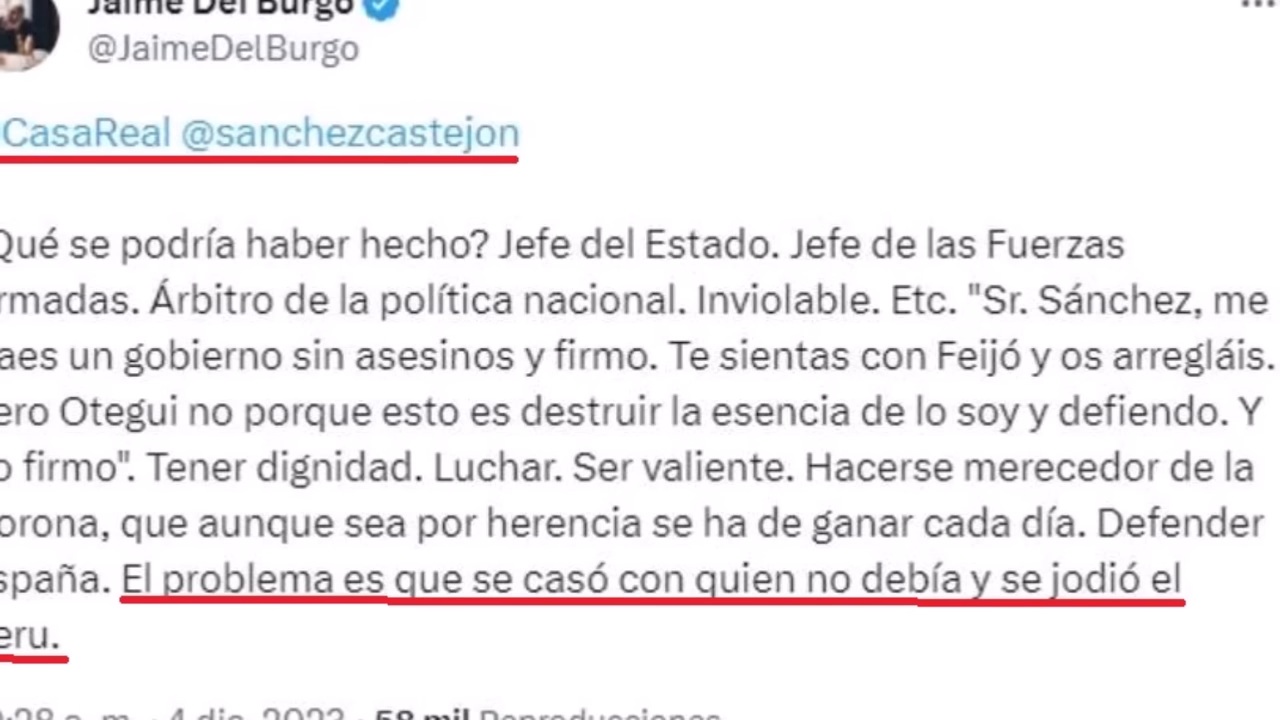 Jaime Del Burgo
@JaimeDelBurgo
CasaReal @sanchezcastejon
Qué se podría haber hecho? Jefe del Estado. Jefe de las Fuerzas
rmadas. Árbitro de la política nacional. Inviolable. Etc. "Sr. Sánchez, me
aes un gobierno sin asesinos y firmo. Te sientas con Feijó y os arregláis.
ero Otegui no porque esto es destruir la esencia de lo soy y defiendo. Y
o firmo". Tener dignidad. Luchar. Ser valiente. Hacerse merecedor de la
orona, que aunque sea por herencia se ha de ganar cada día. Defender
spaña. El problema es que se casó con quien no debía y se jodió el
eru.
:28 a. m. · 4 dic. 2023 · 58 mil Reproducciones